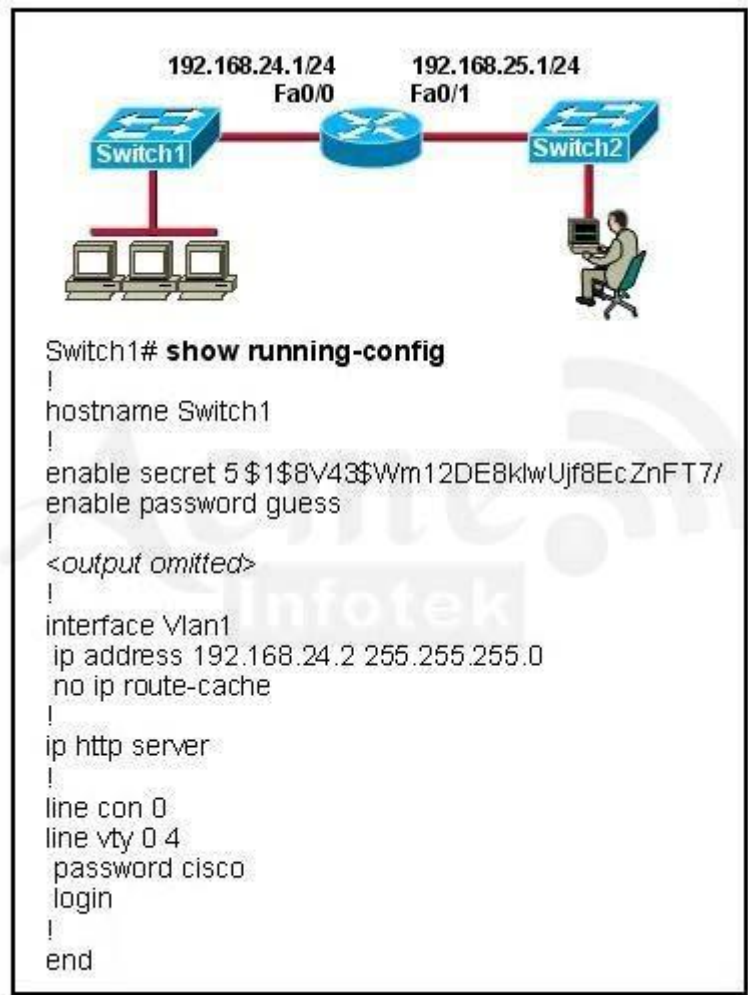 192.168.24.1/24 192.168.25.1/24
Fa0/0 Fa0/1
Switch1 Switch2
Switch1# show running-config
!
hostname Switch1
!
enable secret 5 $1$8V43$Wm12DE8klwUjf8EcZnFT7/
enable password guess
!
<output omitted>
!
interface Vlan1
ip address 192.168.24.2 255.255.255.0
no ip route-cache
!
ip http server
!
line con 0
line vty 0 4
password cisco
login
!
end
Acme
Infotek